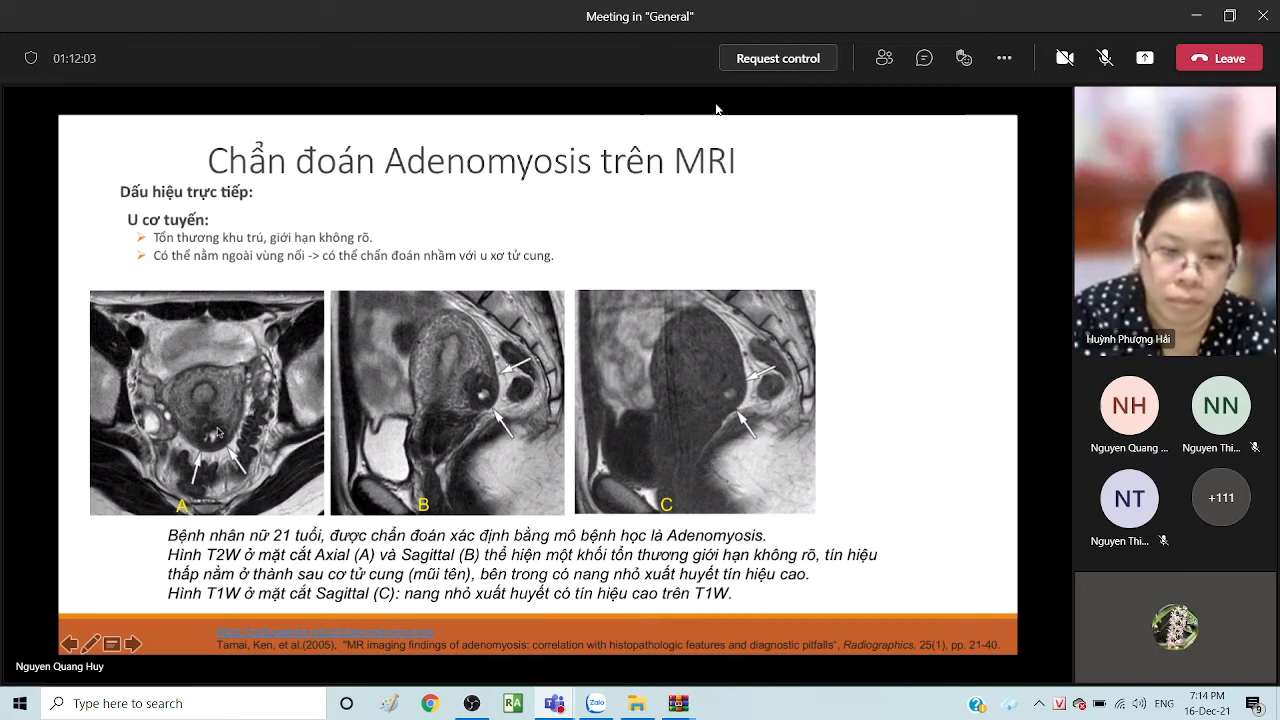 Meeting in "General"
01:12:03
Request control
Leave
Chẩn đoán Adenomyosis trên MRI
Dấu hiệu trực tiếp:
U cơ tuyến:
Tổn thương khu trú, giới hạn không rõ.
Có thể nằm ngoài vùng nối -> có thể chẩn đoán nhầm với u xơ tử cung.
A
B
C
Bệnh nhân nữ 21 tuổi, được chẩn đoán xác định bằng mô bệnh học là Adenomyosis.
Hình T2W ở mặt cắt Axial (A) và Sagittal (B) thể hiện một khối tổn thương giới hạn không rõ, tín hiệu
thấp nằm ở thành sau cơ tử cung (mũi tên), bên trong có nang nhỏ xuất huyết tín hiệu cao.
Hình T1W ở mặt cắt Sagittal (C): nang nhỏ xuất huyết có tín hiệu cao trên T1W.
Tamai, Ken, et al.(2005), "MR imaging findings of adenomyosis: correlation with histopathologic features and diagnostic pitfalls", Radiographics. 25(1), pp. 21-40.
Nguyen Quang Huy
Huỳnh Phượng Hải
NH
NN
Nguyen Quang ...
Nguyen Thi...
NT
+111
Nguyen Thi...
Type here to search
RA
Zalo
V
ENG
7:14 PM
16-Dec-21
9